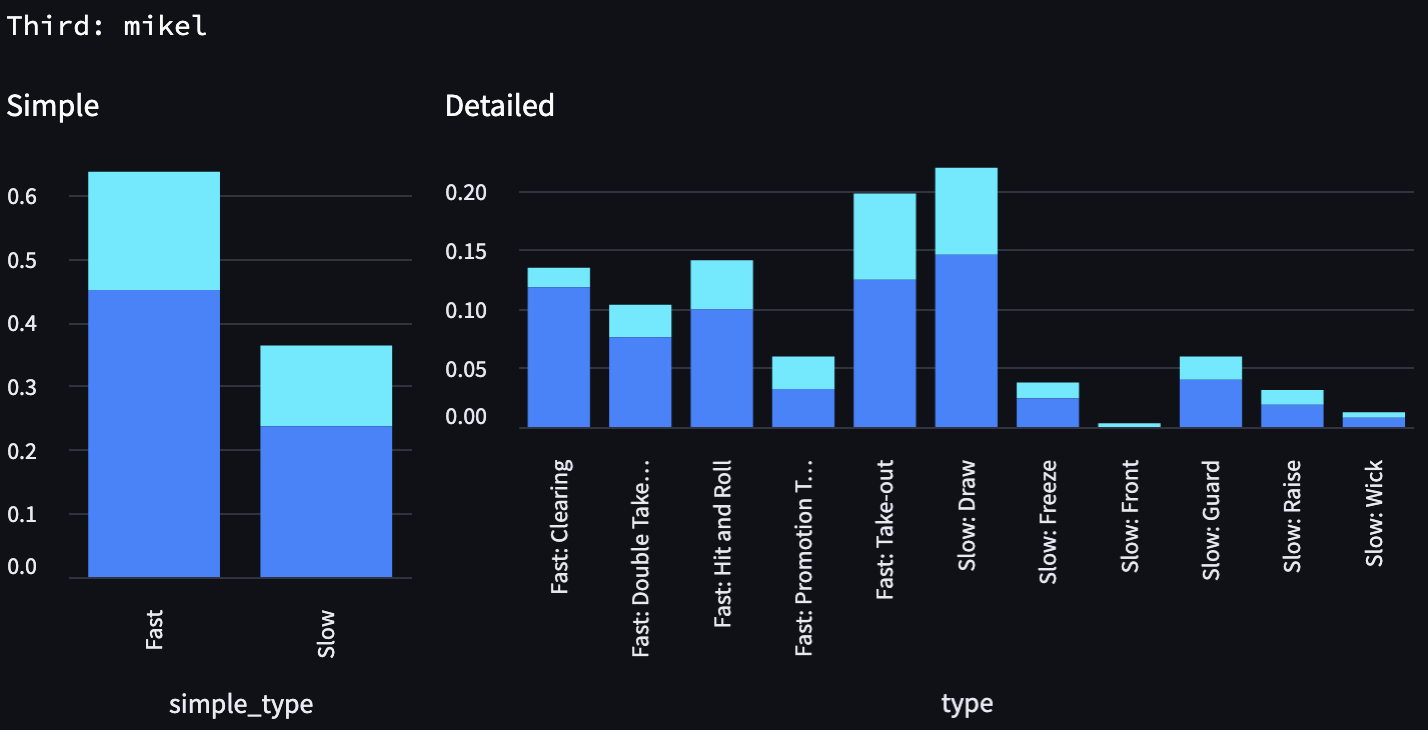 Third: mikel
Simple
0.6
0.5
0.4
0.3
0.2
0.1
0.0
Fast
Slow
simple_type
Detailed
0.20
0.15
0.10
0.05
0.00
Fast: Clearing
Fast: Double Take…
Fast: Hit and Roll
Fast: Promotion T…
Fast: Take-out
Slow: Draw
Slow: Freeze
Slow: Front
Slow: Guard
Slow: Raise
Slow: Wick
type